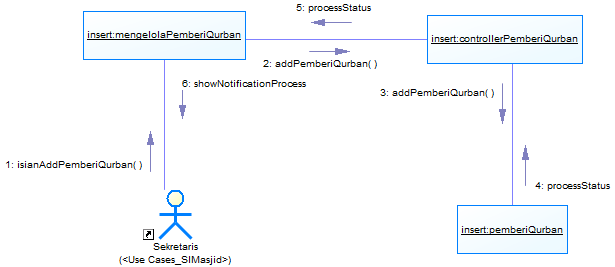 5: processStatus
insert:mengelolaPemberiQurban
insert:controllerPemberiQurban
2: addPemberiQurban( )
6: showNotificationProcess
3: addPemberiQurban( )
1: isianAddPemberiQurban( )
4: processStatus
insert:pemberiQurban
Sekretaris
(<Use Cases_SIMasjid>)